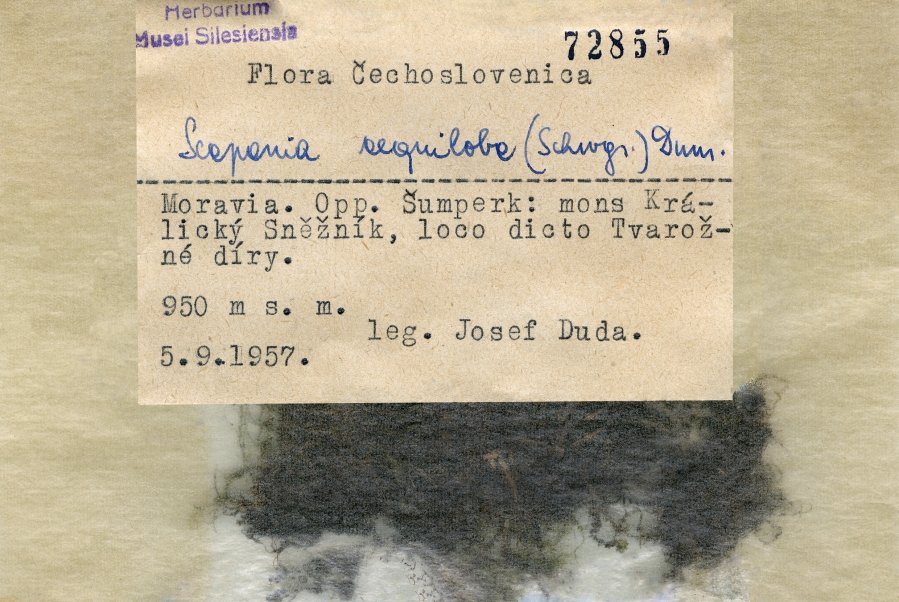 Herbarium
Musei Silesiensis
72855
Flora Čechoslovenica
Scapania aequiloba (Schwgr.) Dum.
Moravia. Opp. Šumperk: mons Krá-
lický Sněžník, loco dicto Tvarož-
né díry.
950 m s. m.
leg. Josef Duda.
5.9.1957.